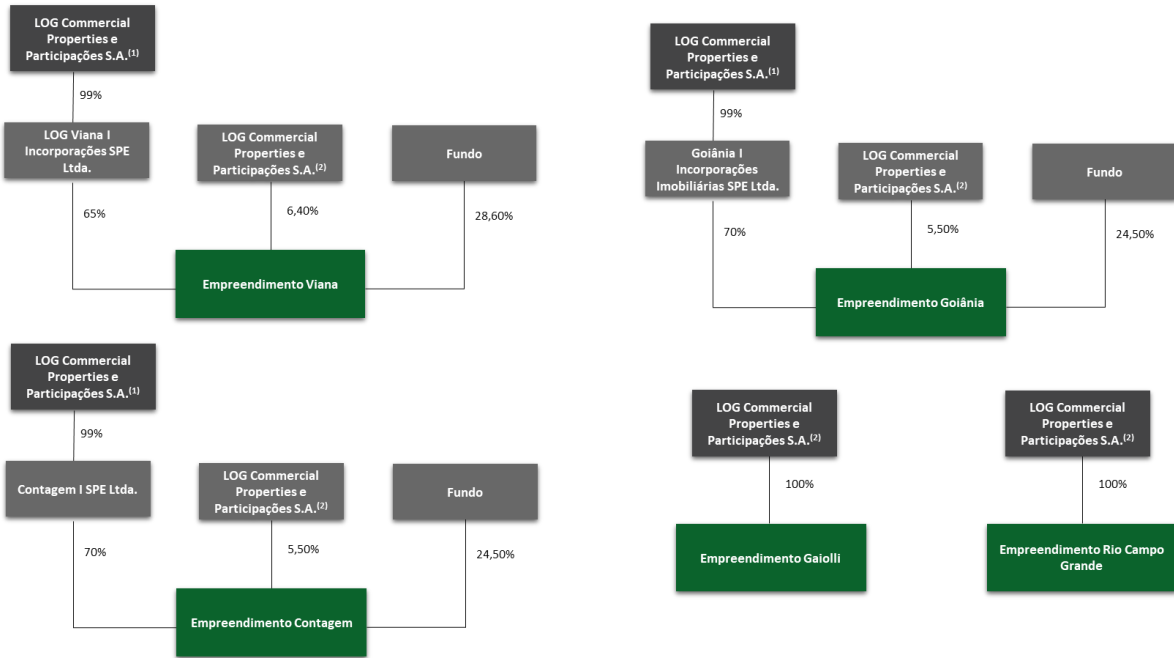 LOG Commercial
Properties e
Participações S.A.(1)
99%
LOG Viana I
Incorporações SPE
Ltda.
LOG Commercial
Properties e
Participações S.A.(2)
Fundo
65%
6,40%
28,60%
Empreendimento Viana
LOG Commercial
Properties e
Participações S.A.(1)
99%
Contagem I SPE Ltda.
LOG Commercial
Properties e
Participações S.A.(2)
Fundo
70%
5,50%
24,50%
Empreendimento Contagem
LOG Commercial
Properties e
Participações S.A.(1)
99%
Goiânia I
Incorporações
Imobiliárias SPE Ltda.
LOG Commercial
Properties e
Participações S.A.(2)
Fundo
70%
5,50%
24,50%
Empreendimento Goiânia
LOG Commercial
Properties e
Participações S.A.(2)
100%
Empreendimento Gaiolli
LOG Commercial
Properties e
Participações S.A.(2)
100%
Empreendimento Rio Campo
Grande